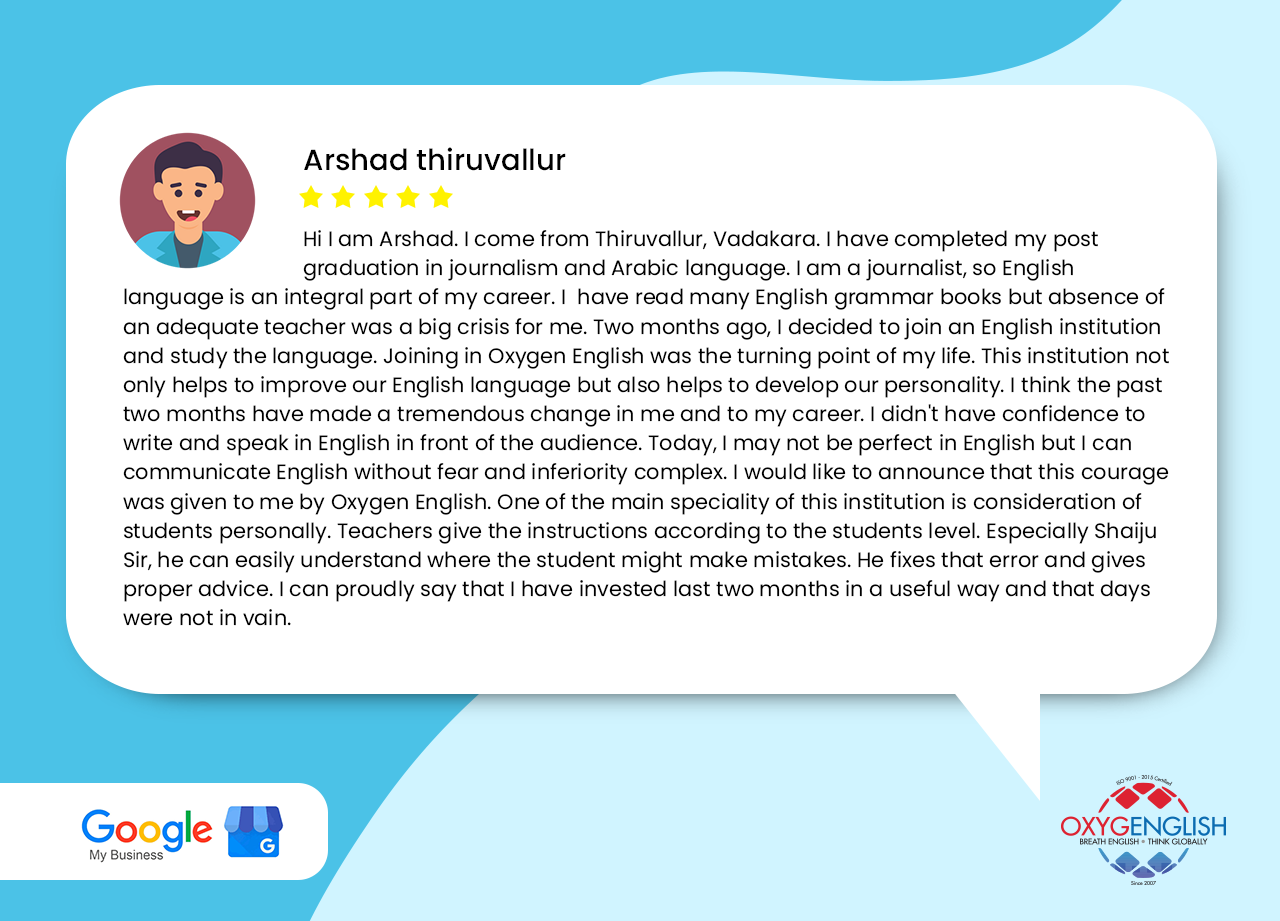 Arshad thiruvallur
Hi I am Arshad. I come from Thiruvallur, Vadakara. I have completed my post
graduation in journalism and Arabic language. I am a journalist, so English
language is an integral part of my career. I  have read many English grammar books but absence of
an adequate teacher was a big crisis for me. Two months ago, I decided to join an English institution
and study the language. Joining in Oxygen English was the turning point of my life. This institution not
only helps to improve our English language but also helps to develop our personality. I think the past
two months have made a tremendous change in me and to my career. I didn't have confidence to
write and speak in English in front of the audience. Today, I may not be perfect in English but I can
communicate English without fear and inferiority complex. I would like to announce that this courage
was given to me by Oxygen English. One of the main speciality of this institution is consideration of
students personally. Teachers give the instructions according to the students level. Especially Shaiju
Sir, he can easily understand where the student might make mistakes. He fixes that error and gives
proper advice. I can proudly say that I have invested last two months in a useful way and that days
were not in vain.
Google
My Business
G
ISO 9001 - 2015 Certified
OXYGENGLISH
BREATH ENGLISH • THINK GLOBALLY
Since 2007